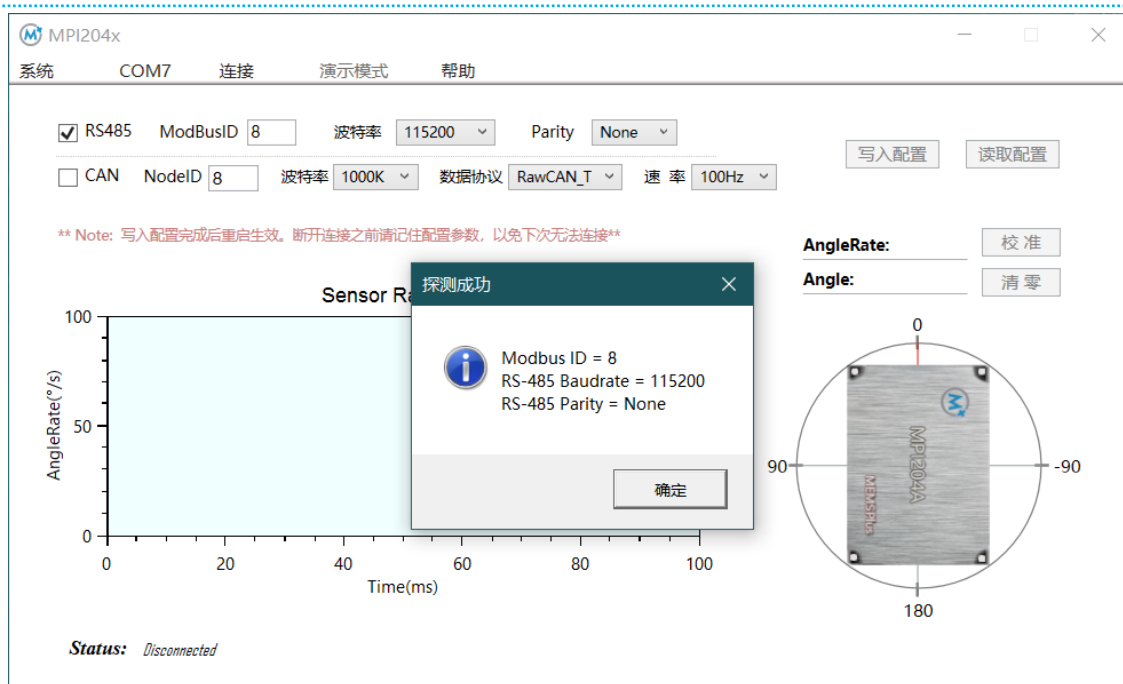 MPI204x
系统 COM7 连接 演示模式 帮助
RS485 ModBusID 8 波特率 115200 Parity None
写入配置 读取配置
CAN NodeID 8 波特率 1000K 数据协议 RawCAN_T 速 率 100Hz
** Note: 写入配置完成后重启生效。断开连接之前请记住配置参数，以免下次无法连接**
AngleRate: 校 准
Angle: 清 零
探测成功
Modbus ID = 8
RS-485 Baudrate = 115200
RS-485 Parity = None
确定
Sensor
100
50
0
AngleRate(°/s)
0 20 40 60 80 100
Time(ms)
0
90 -90
180
MPI204A
MEMSPlus
Status: Disconnected